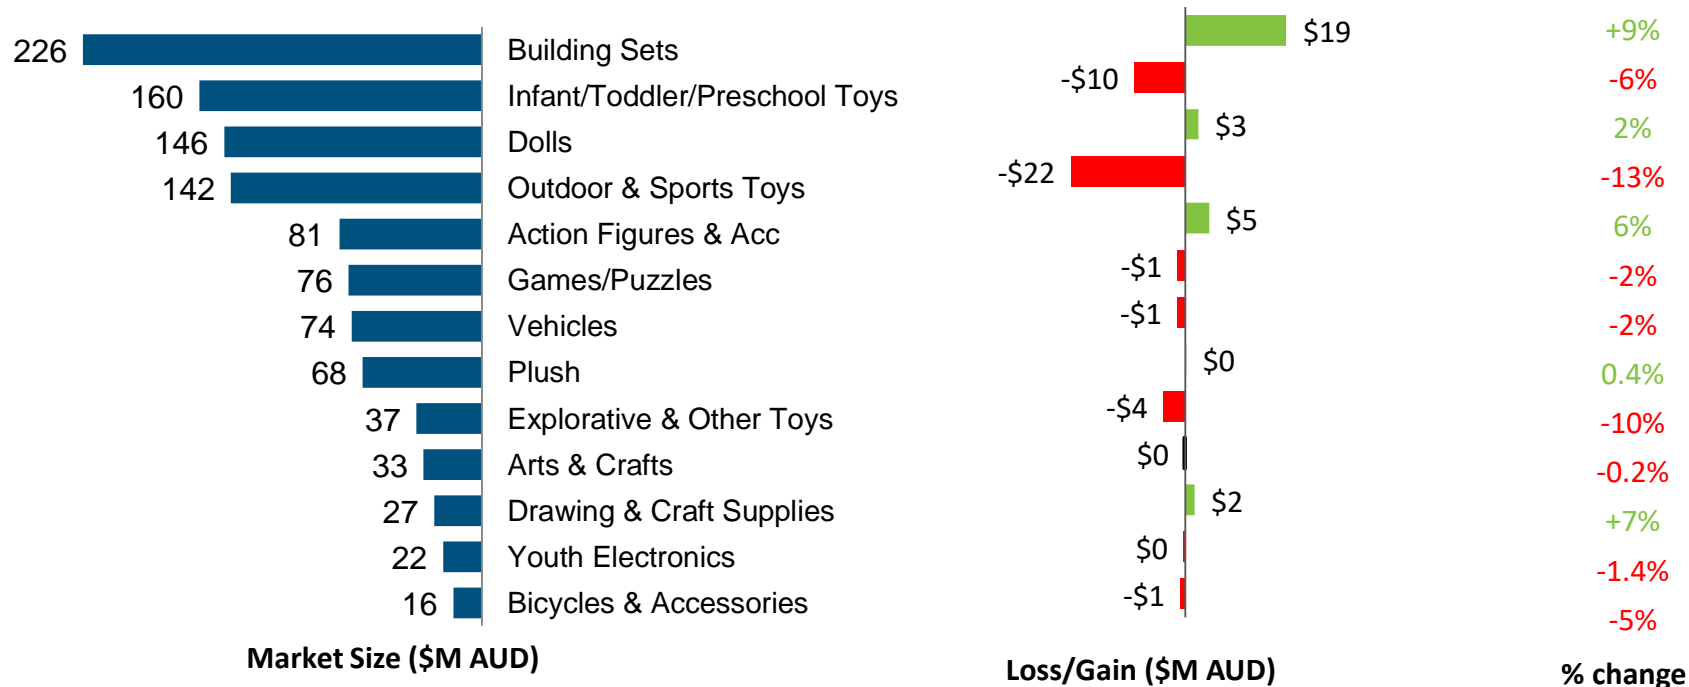 226 Building Sets $19 +9%
160 Infant/Toddler/Preschool Toys -$10 -6%
146 Dolls $3 2%
142 Outdoor & Sports Toys -$22 -13%
81 Action Figures & Acc $5 6%
76 Games/Puzzles -$1 -2%
74 Vehicles -$1 -2%
68 Plush $0 0.4%
37 Explorative & Other Toys -$4 -10%
33 Arts & Crafts $0 -0.2%
27 Drawing & Craft Supplies $2 +7%
22 Youth Electronics $0 -1.4%
16 Bicycles & Accessories -$1 -5%
Market Size ($M AUD) Loss/Gain ($M AUD) % change